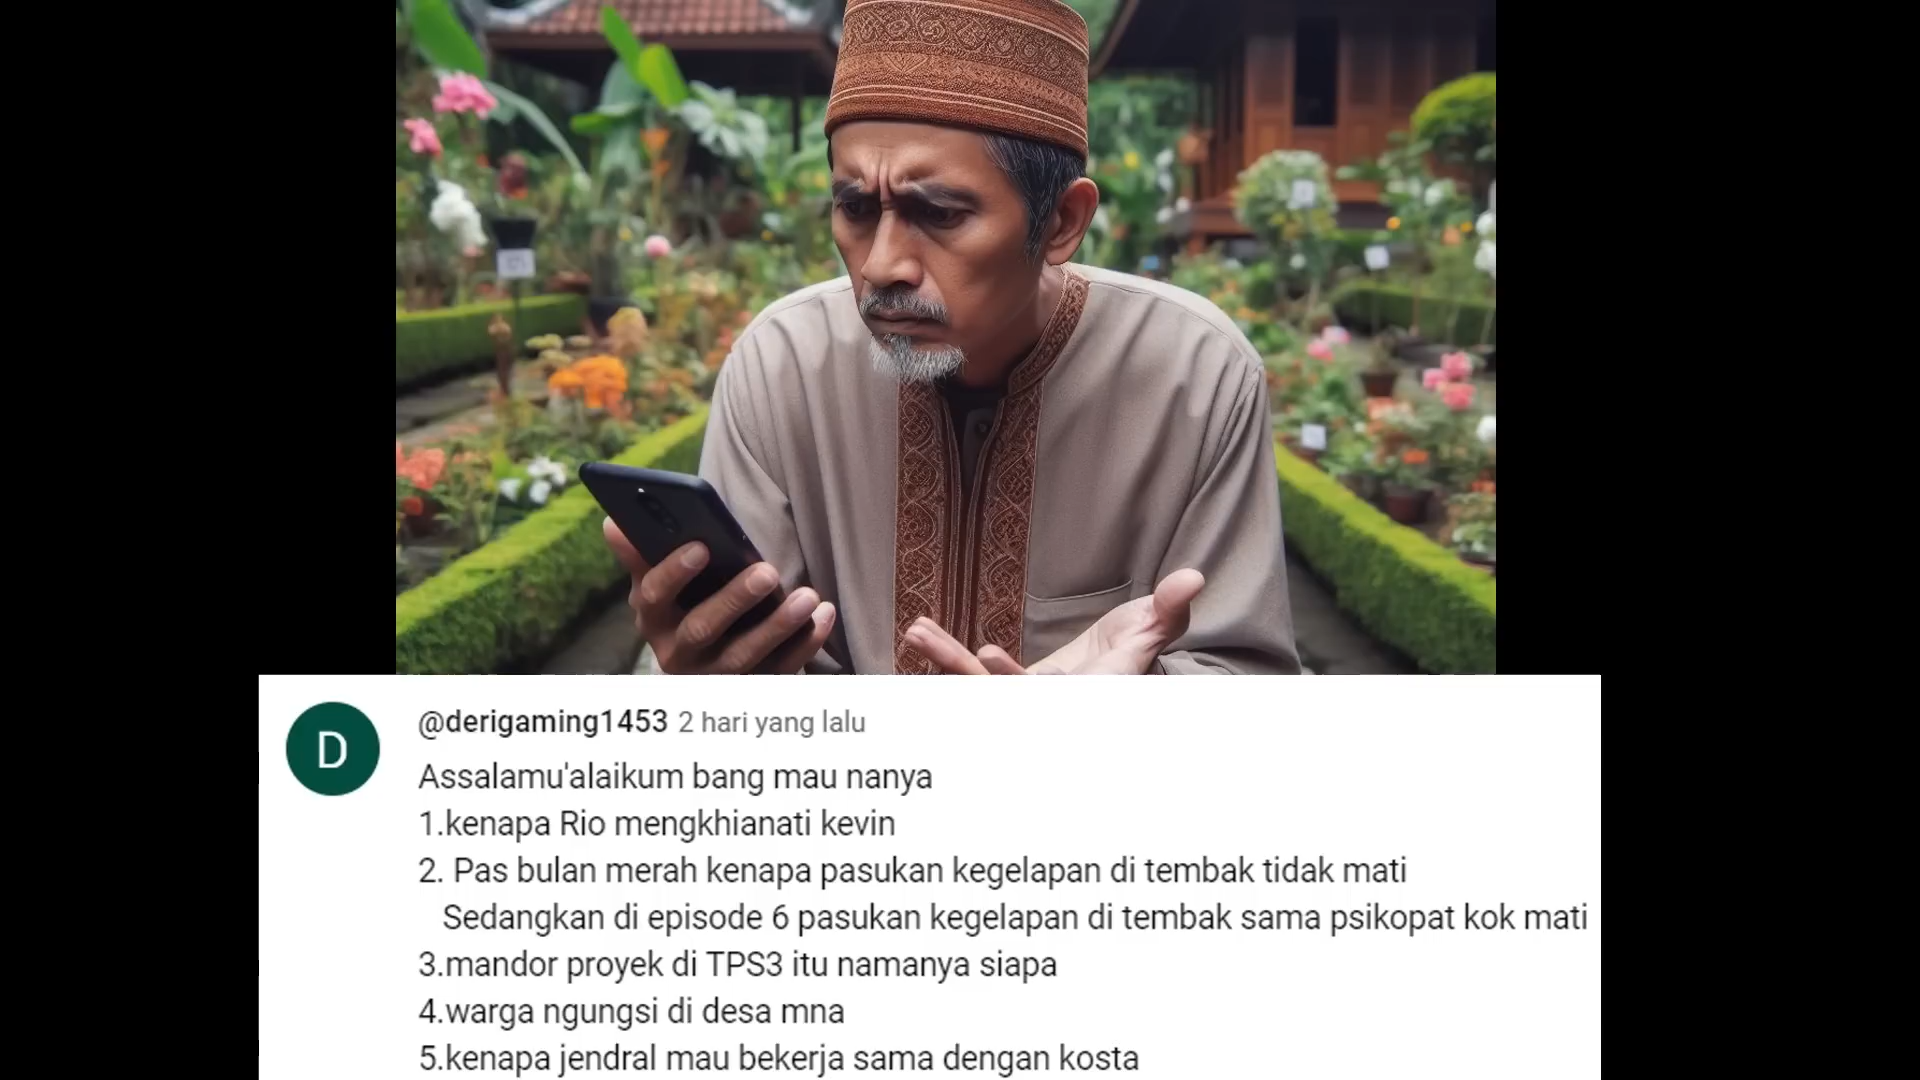 D
@derigaming1453 2 hari yang lalu
Assalamu'alaikum bang mau nanya
1.kenapa Rio mengkhianati kevin
2. Pas bulan merah kenapa pasukan kegelapan di tembak tidak mati
Sedangkan di episode 6 pasukan kegelapan di tembak sama psikopat kok mati
3.mandor proyek di TPS3 itu namanya siapa
4.warga ngungsi di desa mna
5.kenapa jendral mau bekerja sama dengan kosta